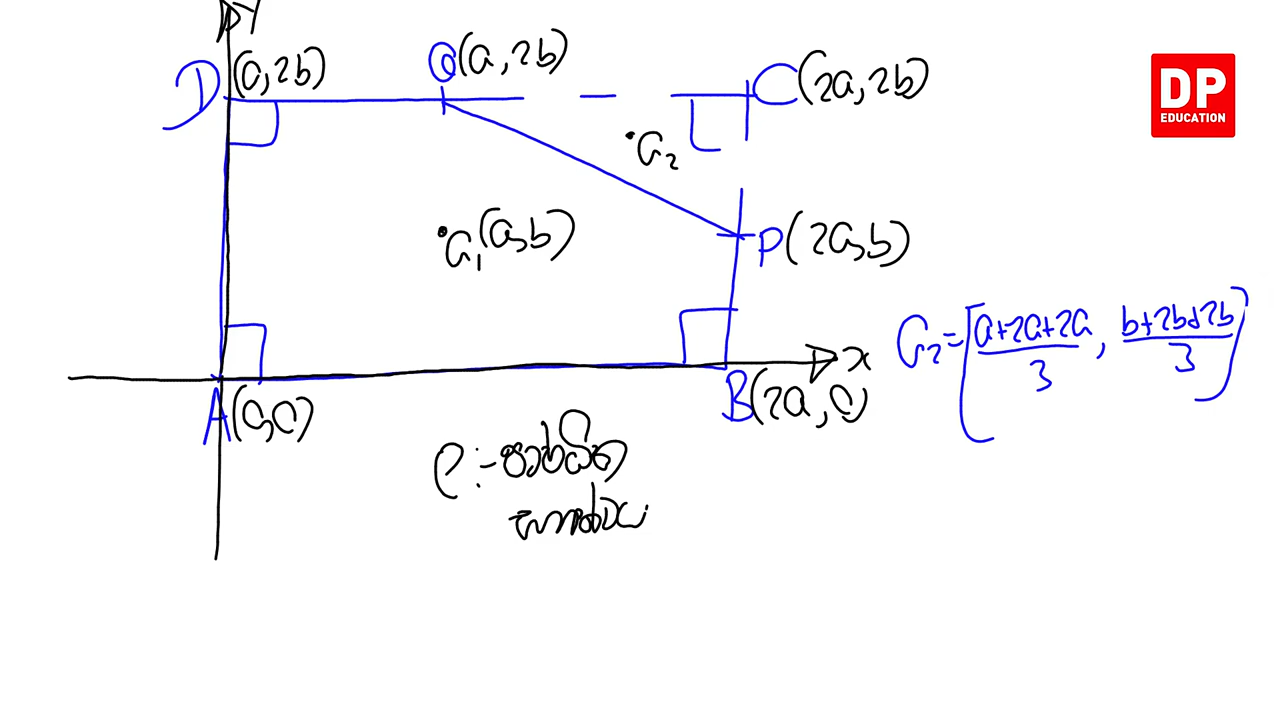 Y
D (0, 2b)
Q (a, 2b)
C (2a, 2b)
DP
EDUCATION
G₂
G₁ (a, b)
P (2a, b)
G₂ = [(a+2a+2a)/3, (b+2b+2b)/3]
x
A (0, 0)
B (2a, 0)
ρ :-